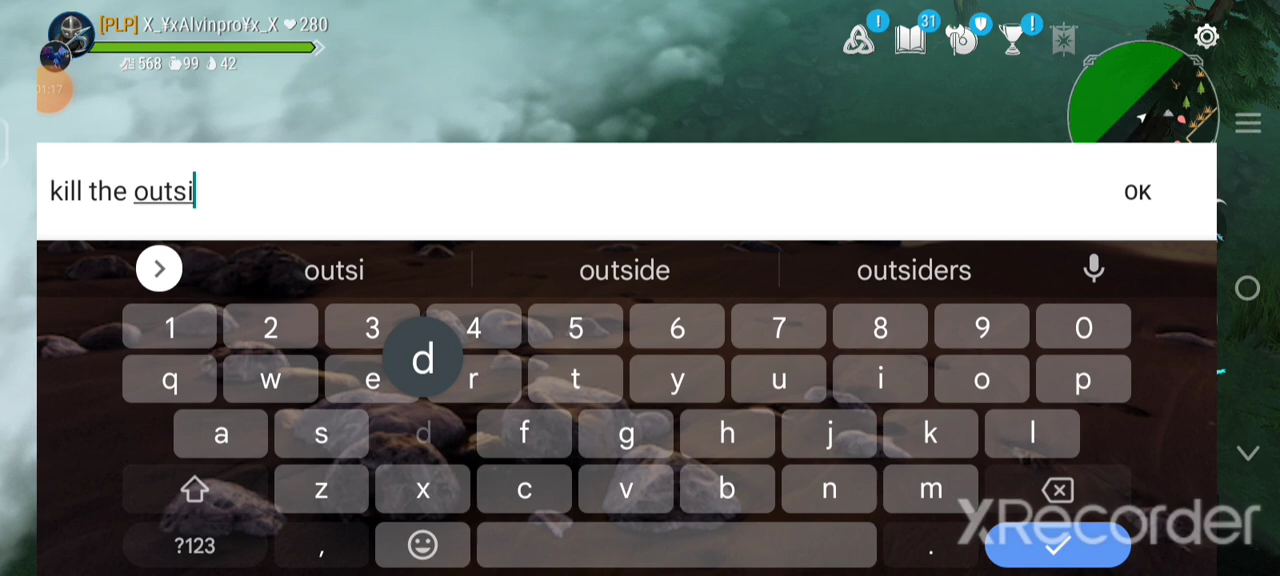 [PLP] X_¥xAlvinpro¥x_X 280
568 99 42
01:17
! 31 !
kill the outsi
OK
outsi outside outsiders
1 2 3 4 5 6 7 8 9 0
d
q w e r t y u i o p
a s d f g h j k l
z x c v b n m
XRecorder
?123 , .